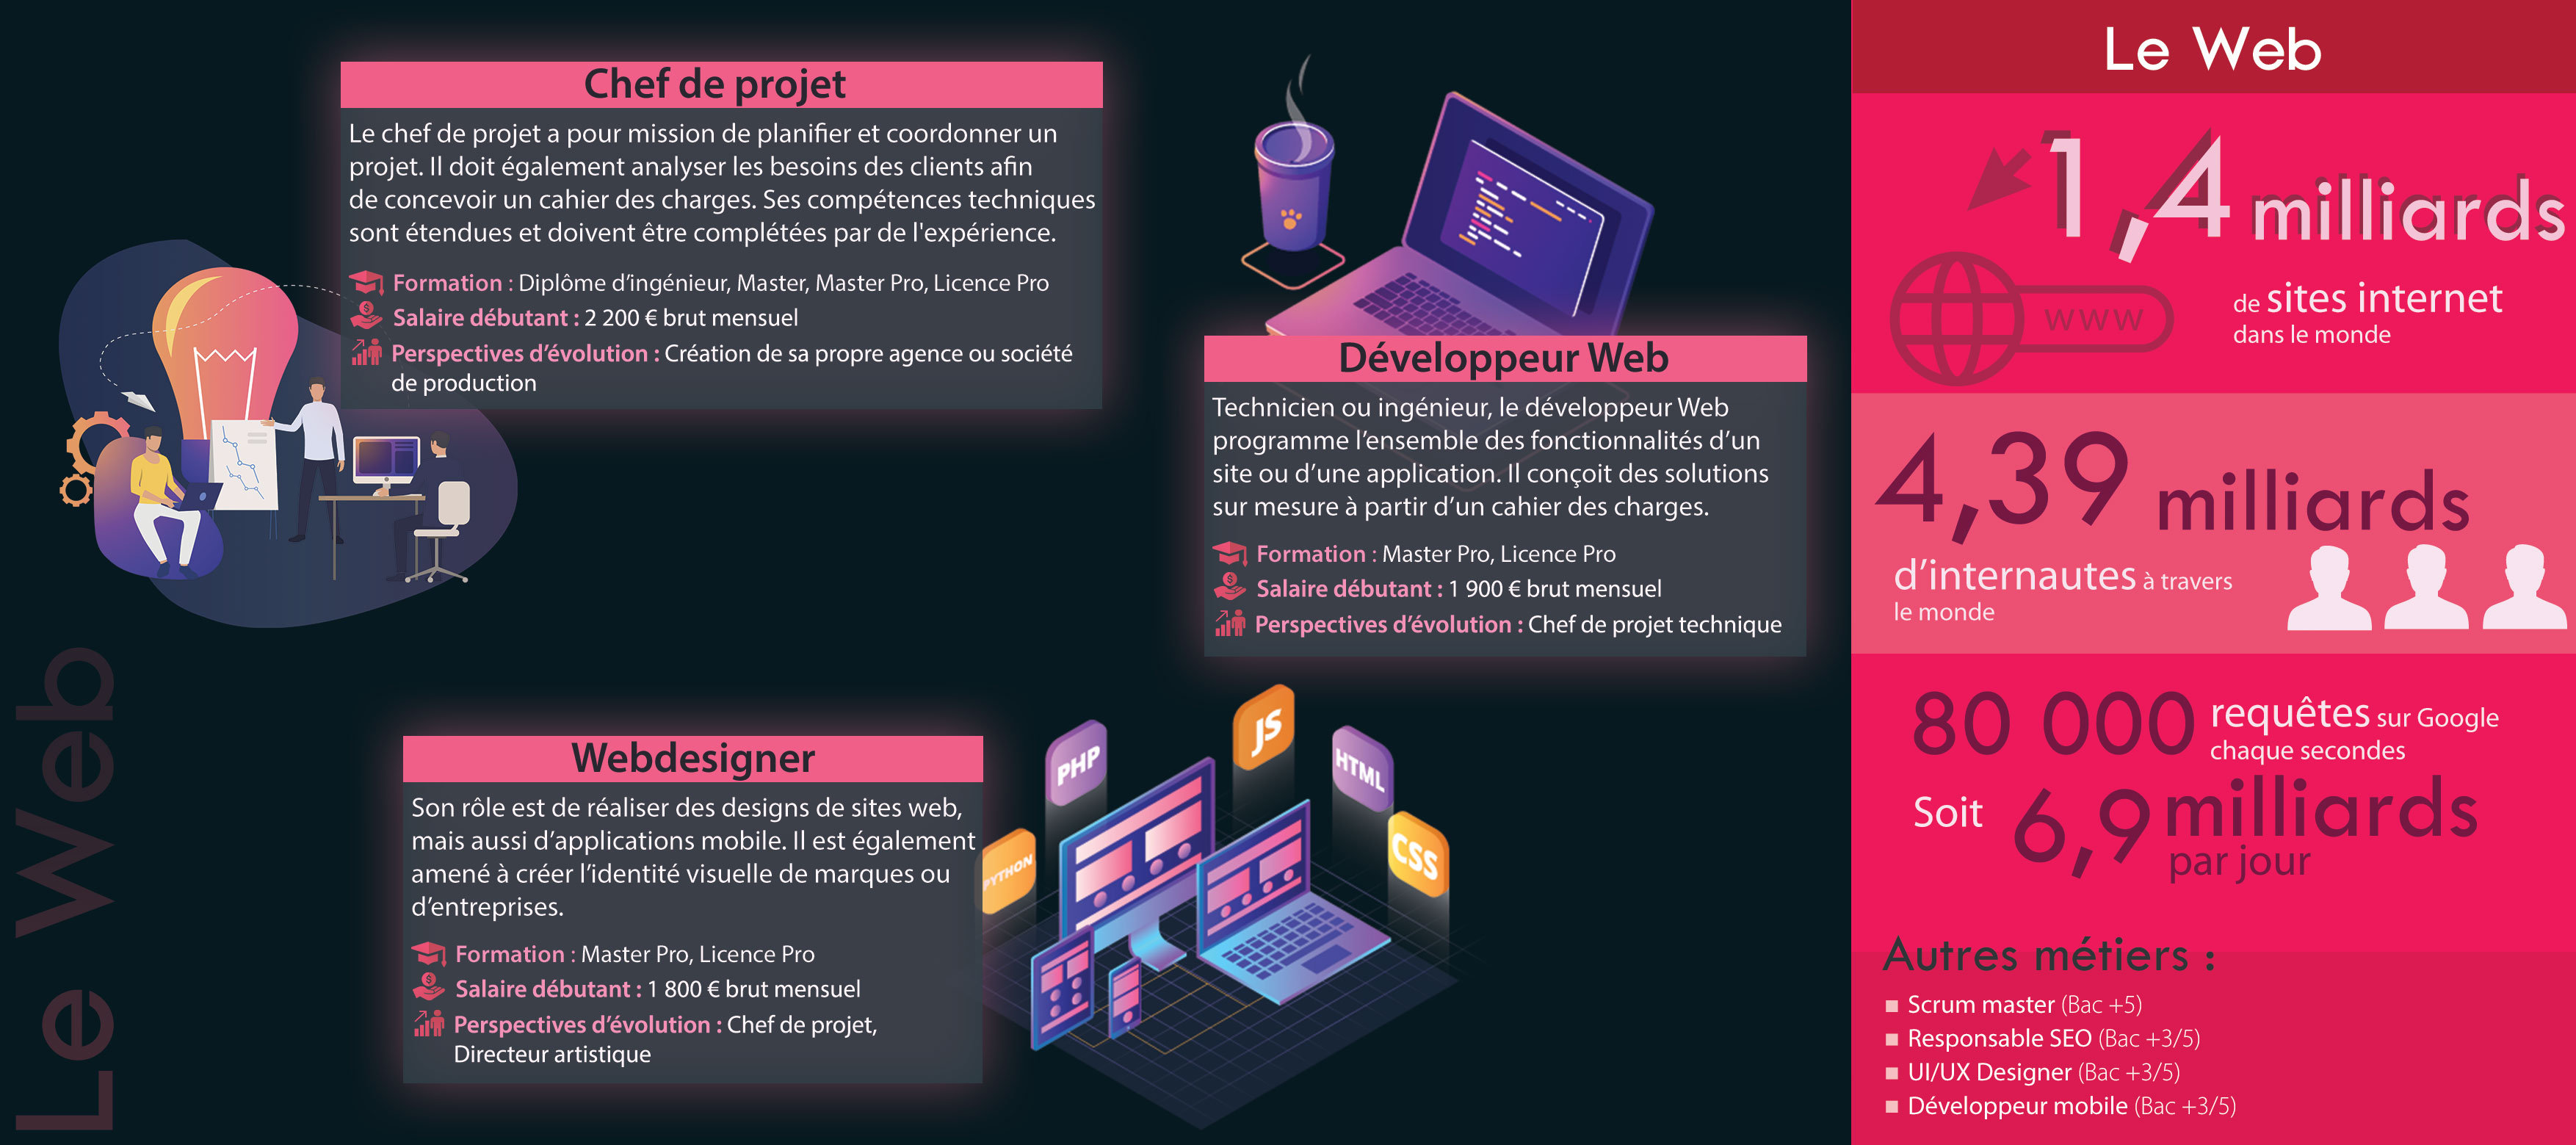 Le Web
Chef de projet
Le chef de projet a pour mission de planifier et coordonner un
projet. Il doit également analyser les besoins des clients afin
de concevoir un cahier des charges. Ses compétences techniques
sont étendues et doivent être complétées par de l'expérience.
Formation : Diplôme d’ingénieur, Master, Master Pro, Licence Pro
Salaire débutant : 2 200 € brut mensuel
Perspectives d’évolution : Création de sa propre agence ou société
de production
Développeur Web
Technicien ou ingénieur, le développeur Web
programme l’ensemble des fonctionnalités d’un
site ou d’une application. Il conçoit des solutions
sur mesure à partir d’un cahier des charges.
Formation : Master Pro, Licence Pro
Salaire débutant : 1 900 € brut mensuel
Perspectives d’évolution : Chef de projet technique
Webdesigner
Son rôle est de réaliser des designs de sites web,
mais aussi d’applications mobile. Il est également
amené à créer l’identité visuelle de marques ou
d’entreprises.
Formation : Master Pro, Licence Pro
Salaire débutant : 1 800 € brut mensuel
Perspectives d’évolution : Chef de projet,
Directeur artistique
PYTHON
PHP
JS
HTML
CSS
Le Web
1,4 milliards
WWW
de sites internet
dans le monde
4,39 milliards
d’internautes à travers
le monde
80 000 requêtes sur Google
chaque secondes
Soit 6,9 milliards
par jour
Autres métiers :
Scrum master (Bac +5)
Responsable SEO (Bac +3/5)
UI/UX Designer (Bac +3/5)
Développeur mobile (Bac +3/5)